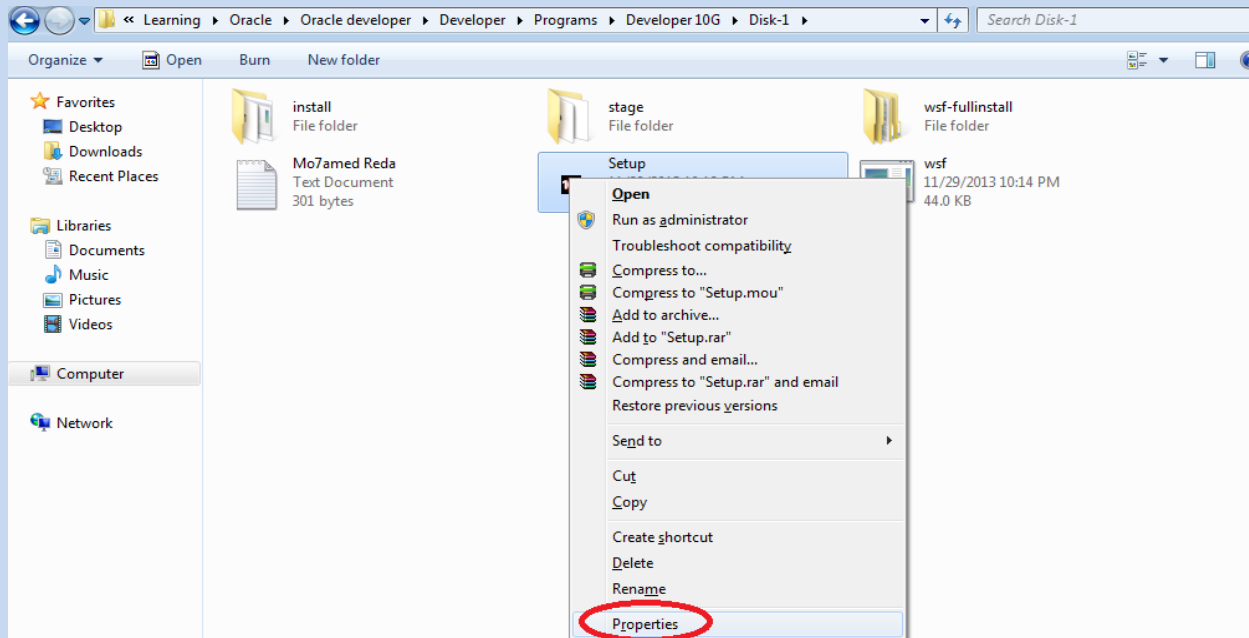 « Learning ▸ Oracle ▸ Oracle developer ▸ Developer ▸ Programs ▸ Developer 10G ▸ Disk-1 ▸
Search Disk-1
Organize Open Burn New folder
Favorites
Desktop
Downloads
Recent Places
Libraries
Documents
Music
Pictures
Videos
Computer
Network
install
File folder
stage
File folder
wsf-fullinstall
File folder
Mo7amed Reda
Text Document
301 bytes
Setup
wsf
11/29/2013 10:14 PM
44.0 KB
Open
Run as administrator
Troubleshoot compatibility
Compress to...
Compress to "Setup.mou"
Add to archive...
Add to "Setup.rar"
Compress and email...
Compress to "Setup.rar" and email
Restore previous versions
Send to
Cut
Copy
Create shortcut
Delete
Rename
Properties